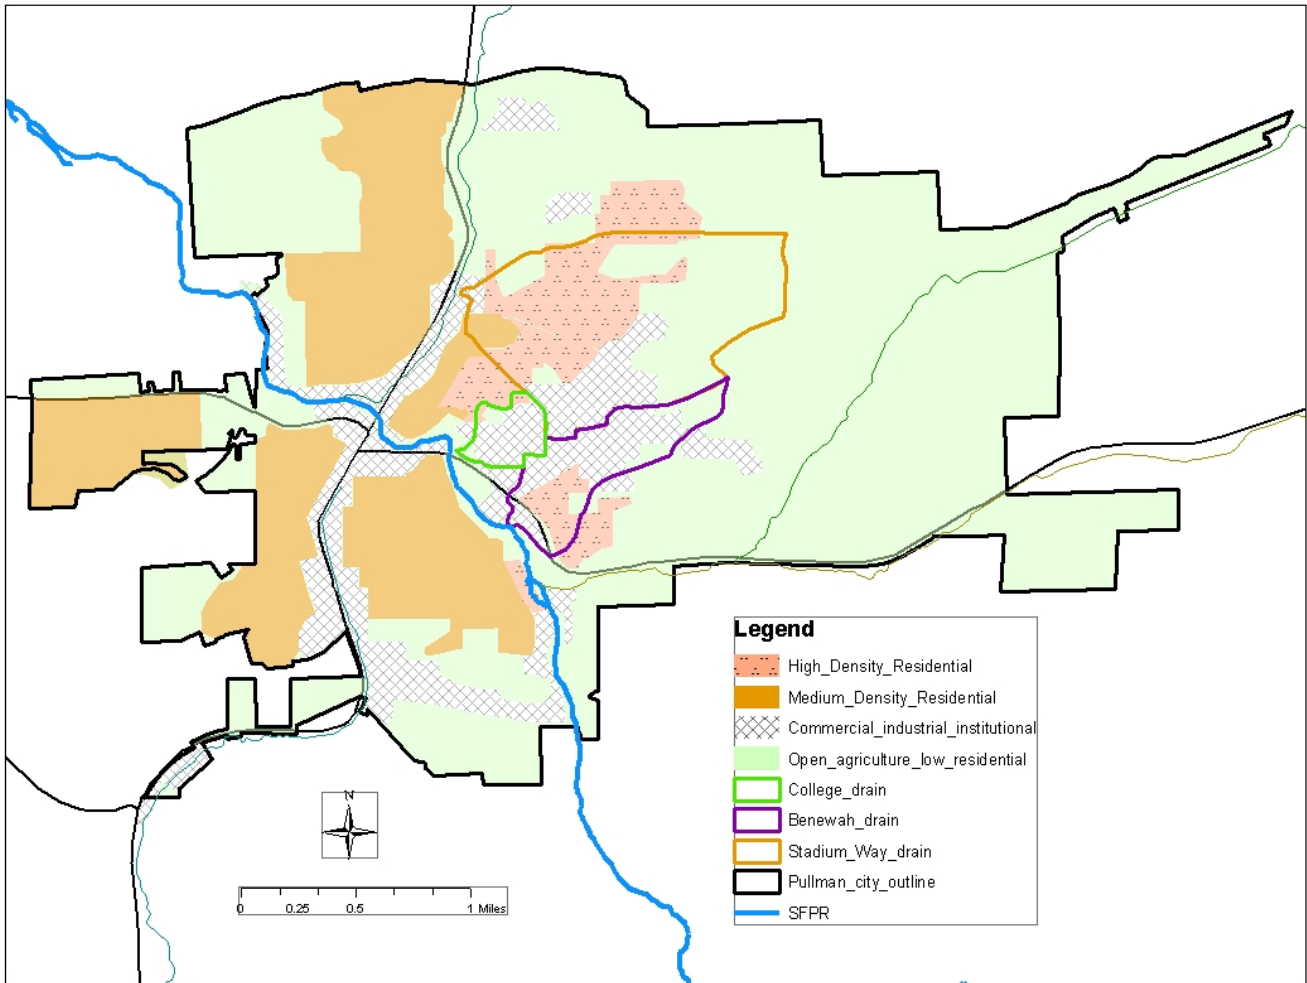 Legend
High_Density_Residential
Medium_Density_Residential
Commercial_industrial_institutional
Open_agriculture_low_residential
College_drain
Benewah_drain
Stadium_Way_drain
Pullman_city_outline
SFPR
N
0 0.25 0.5 1 Miles